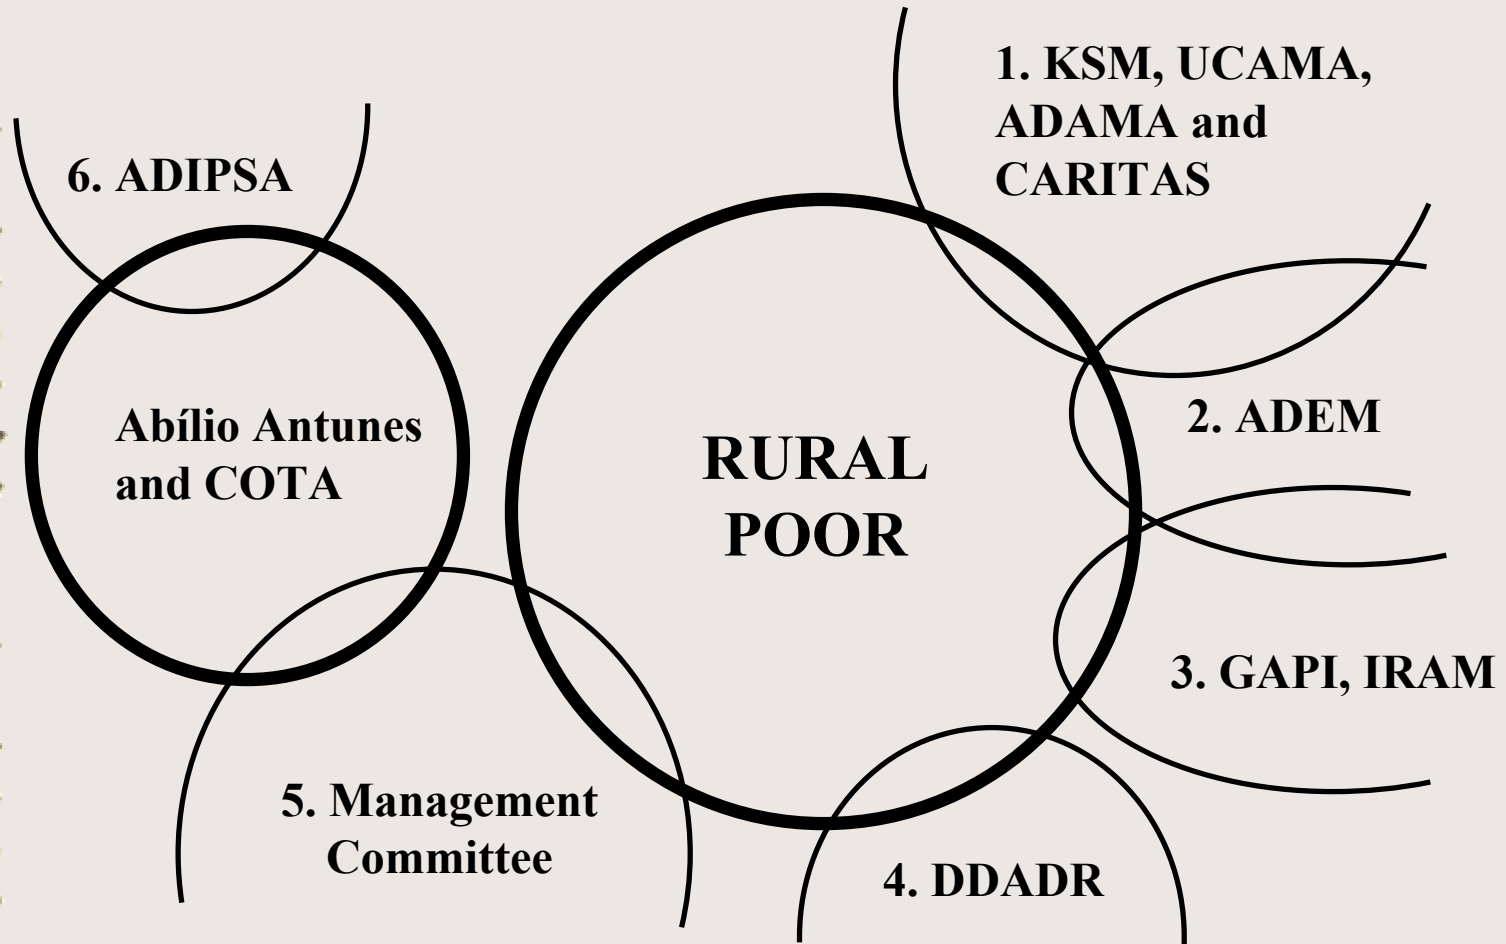 1. KSM, UCAMA,
ADAMA and
CARITAS
6. ADIPSA
Abílio Antunes
and COTA
RURAL
POOR
2. ADEM
3. GAPI, IRAM
5. Management
Committee
4. DDADR